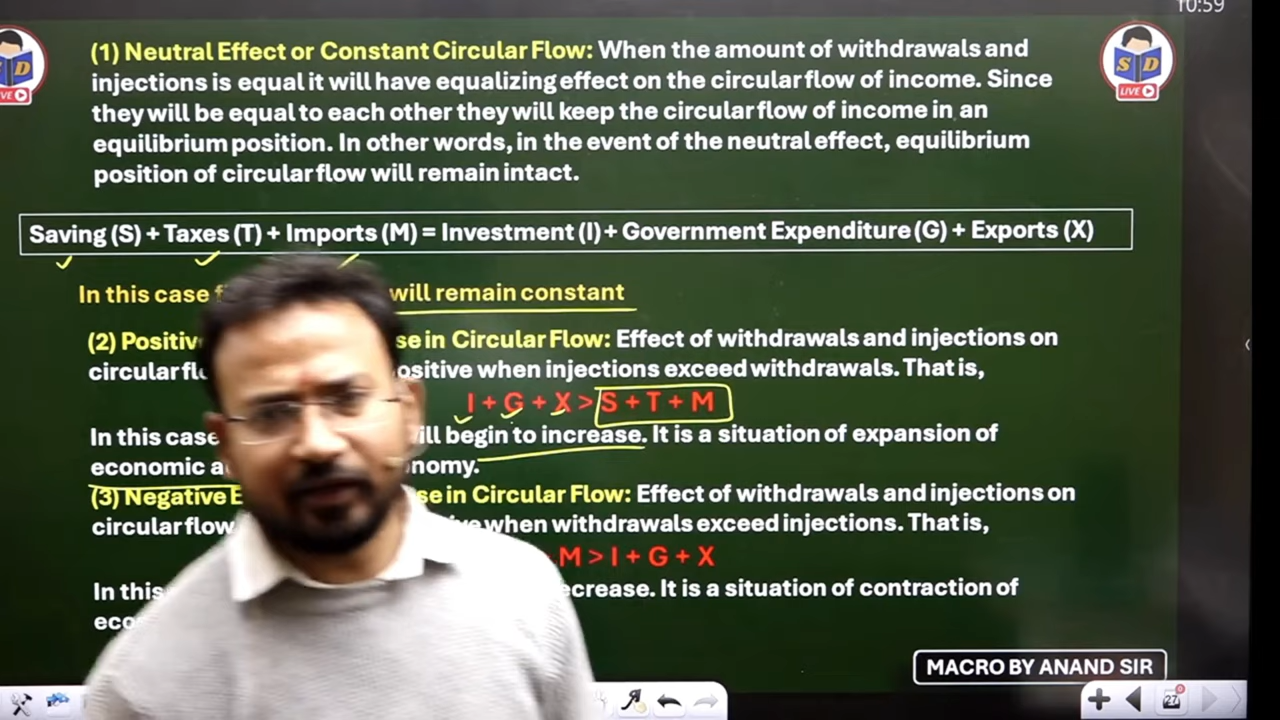 10:59
(1) Neutral Effect or Constant Circular Flow: When the amount of withdrawals and
injections is equal it will have equalizing effect on the circular flow of income. Since
they will be equal to each other they will keep the circular flow of income in an
equilibrium position. In other words, in the event of the neutral effect, equilibrium
position of circular flow will remain intact.
S D
LIVE
D
VE
Saving (S) + Taxes (T) + Imports (M) = Investment (I) + Government Expenditure (G) + Exports (X)
In this case will remain constant
(2) Positiv se in Circular Flow: Effect of withdrawals and injections on
circular flo ositive when injections exceed withdrawals. That is,
I + G + X > S + T + M
In this case ill begin to increase. It is a situation of expansion of
economic a nomy.
(3) Negative E se in Circular Flow: Effect of withdrawals and injections on
circular flow ve when withdrawals exceed injections. That is,
M > I + G + X
In this ecrease. It is a situation of contraction of
eco
MACRO BY ANAND SIR
27